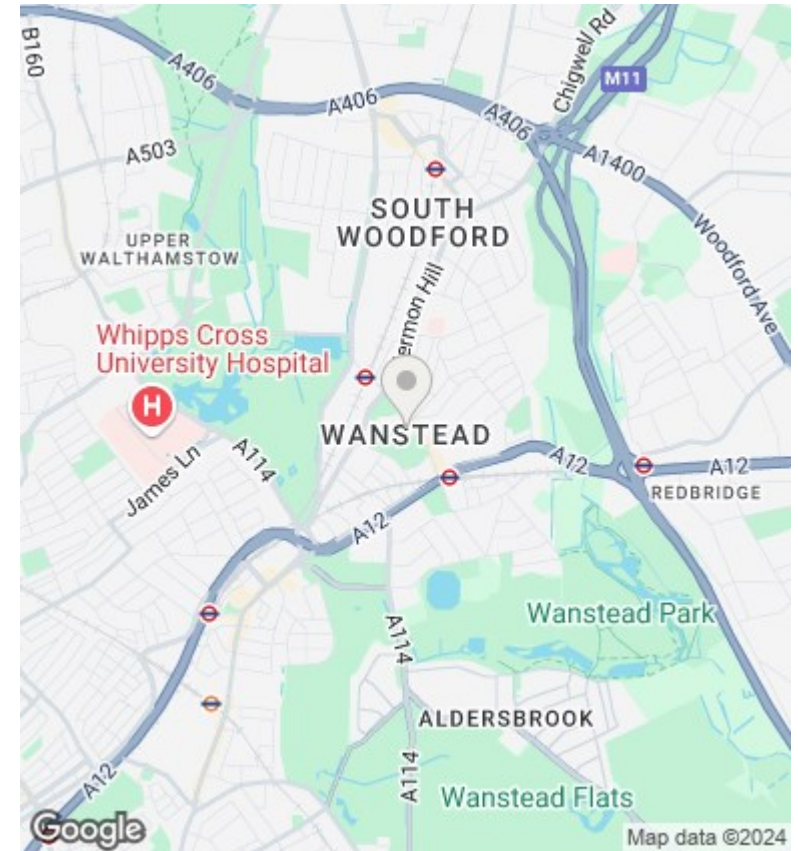 B160
A406
A406
Chigwell Rd
M11
A503
A406
A1400
SOUTH
WOODFORD
UPPER
WALTHAMSTOW
Woodford Ave
ermon Hill
Whipps Cross
University Hospital
H
WANSTEAD
James Ln
A114
A12
A12
REDBRIDGE
A12
Wanstead Park
A114
ALDERSBROOK
A114
A12
Wanstead Flats
Google
Map data ©2024